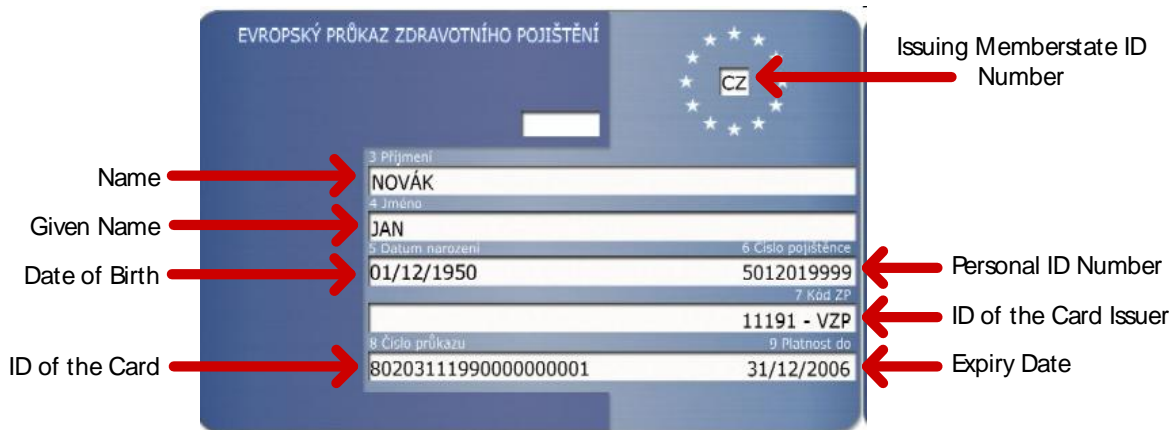 EVROPSKÝ PRŮKAZ ZDRAVOTNÍHO POJIŠTĚNÍ
CZ
Issuing Memberstate ID
Number
3 Příjmení
Name
NOVÁK
4 Jméno
Given Name
JAN
5 Datum narození 6 Číslo pojištěnce
Date of Birth
01/12/1950 5012019999
Personal ID Number
7 Kód ZP
11191 - VZP
ID of the Card Issuer
8 Číslo průkazu 9 Platnost do
ID of the Card
80203111990000000001 31/12/2006
Expiry Date